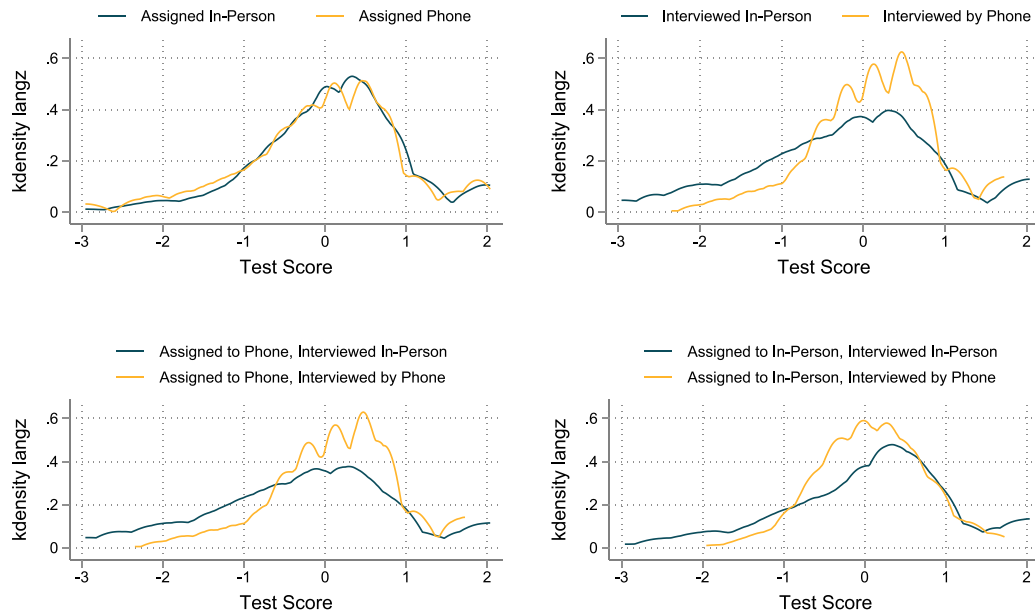 Assigned In-Person Assigned Phone
kdensity langz
.6
.4
.2
0
-3 -2 -1 0 1 2
Test Score
Interviewed In-Person Interviewed by Phone
kdensity langz
.6
.4
.2
0
-3 -2 -1 0 1 2
Test Score
Assigned to Phone, Interviewed In-Person
Assigned to Phone, Interviewed by Phone
kdensity langz
.6
.4
.2
0
-3 -2 -1 0 1 2
Test Score
Assigned to In-Person, Interviewed In-Person
Assigned to In-Person, Interviewed by Phone
kdensity langz
.6
.4
.2
0
-3 -2 -1 0 1 2
Test Score